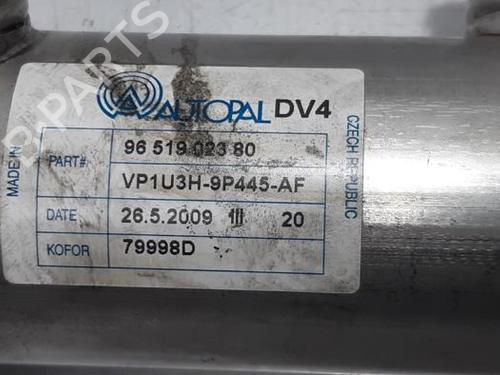 B-PARTS
AUTOPAL DV4
MADE IN
CZECH REPUBLIC
PART# 96 519 023 80
VP1U3H-9P445-AF
DATE 26.5.2009 III 20
KOFOR 79998D